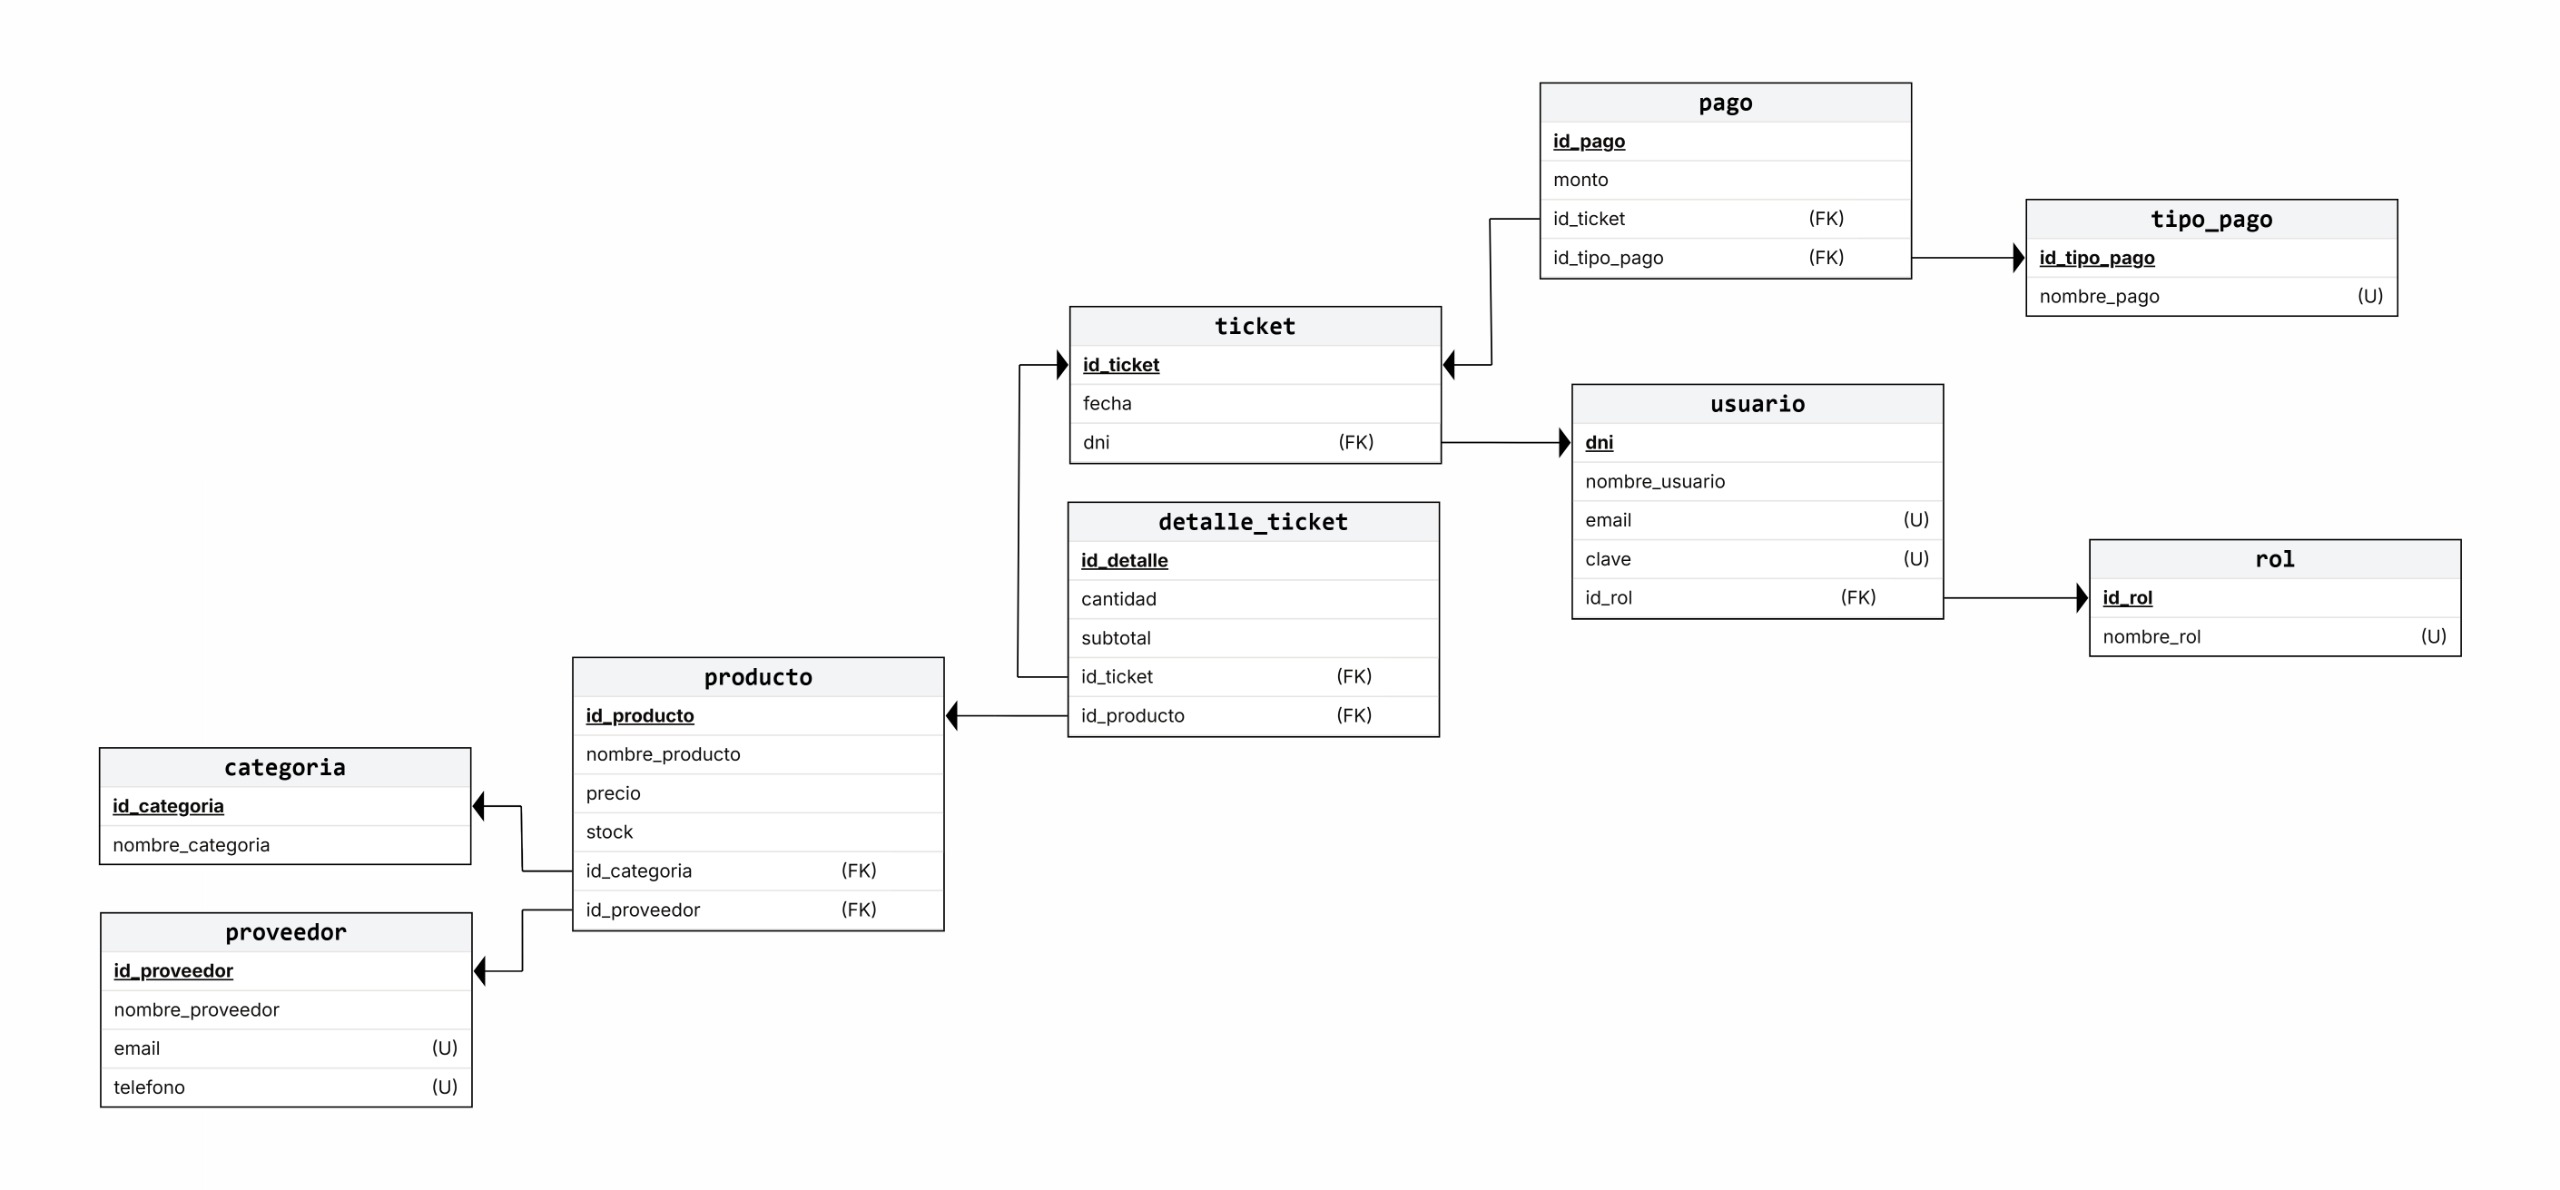 pago
id_pago
monto
id_ticket (FK)
id_tipo_pago (FK)
tipo_pago
id_tipo_pago
nombre_pago (U)
ticket
id_ticket
fecha
dni (FK)
usuario
dni
nombre_usuario
email (U)
clave (U)
id_rol (FK)
rol
id_rol
nombre_rol (U)
detalle_ticket
id_detalle
cantidad
subtotal
id_ticket (FK)
id_producto (FK)
producto
id_producto
nombre_producto
precio
stock
id_categoria (FK)
id_proveedor (FK)
categoria
id_categoria
nombre_categoria
proveedor
id_proveedor
nombre_proveedor
email (U)
telefono (U)